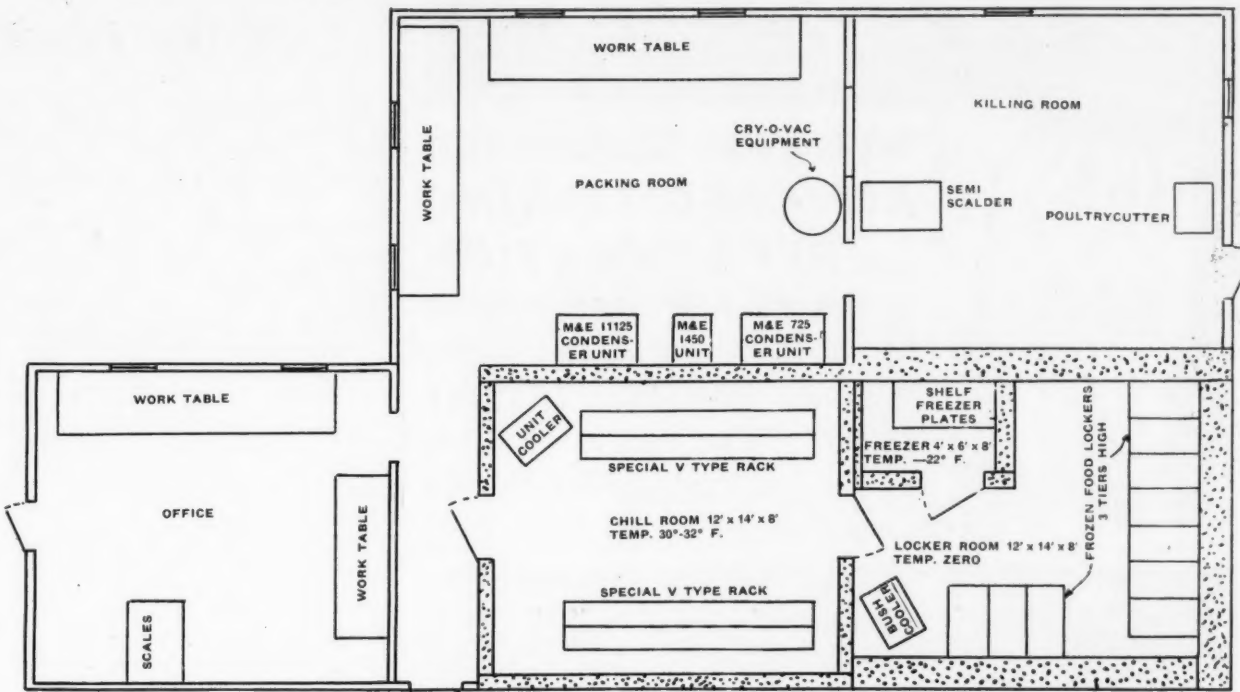 WORK TABLE
WORK TABLE
KILLING ROOM
CRY-O-VAC
EQUIPMENT
PACKING ROOM
SEMI
SCALDER
POULTRYCUTTER
M&E 11125
CONDENS-
ER UNIT
M&E
1450
UNIT
M&E 725
CONDENS-
ER UNIT
WORK TABLE
OFFICE
WORK TABLE
SCALES
UNIT
COOLER
SPECIAL V TYPE RACK
CHILL ROOM 12' x 14' x 8'
TEMP. 30°-32° F.
SPECIAL V TYPE RACK
SHELF
FREEZER
PLATES
FREEZER 4' x 6' x 8'
TEMP. —22° F.
FROZEN FOOD LOCKERS
3 TIERS HIGH
LOCKER ROOM 12' x 14' x 8'
TEMP. ZERO
BUSH
COOLER